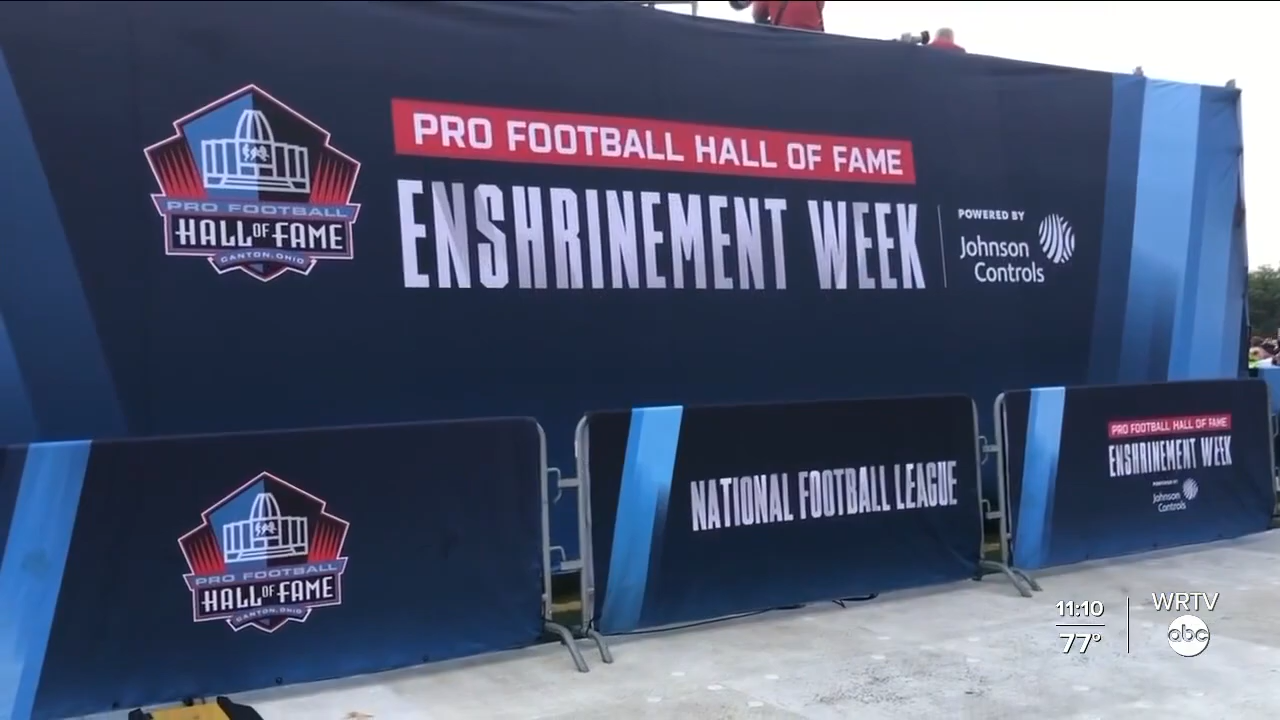 PRO FOOTBALL HALL OF FAME
ENSHRINEMENT WEEK
POWERED BY
Johnson
Controls
PRO FOOTBALL
HALL OF FAME
CANTON, OHIO
PRO FOOTBALL
HALL OF FAME
CANTON, OHIO
NATIONAL FOOTBALL LEAGUE
PRO FOOTBALL HALL OF FAME
ENSHRINEMENT WEEK
POWERED BY
Johnson
Controls
11:10
77°
WRTV
abc